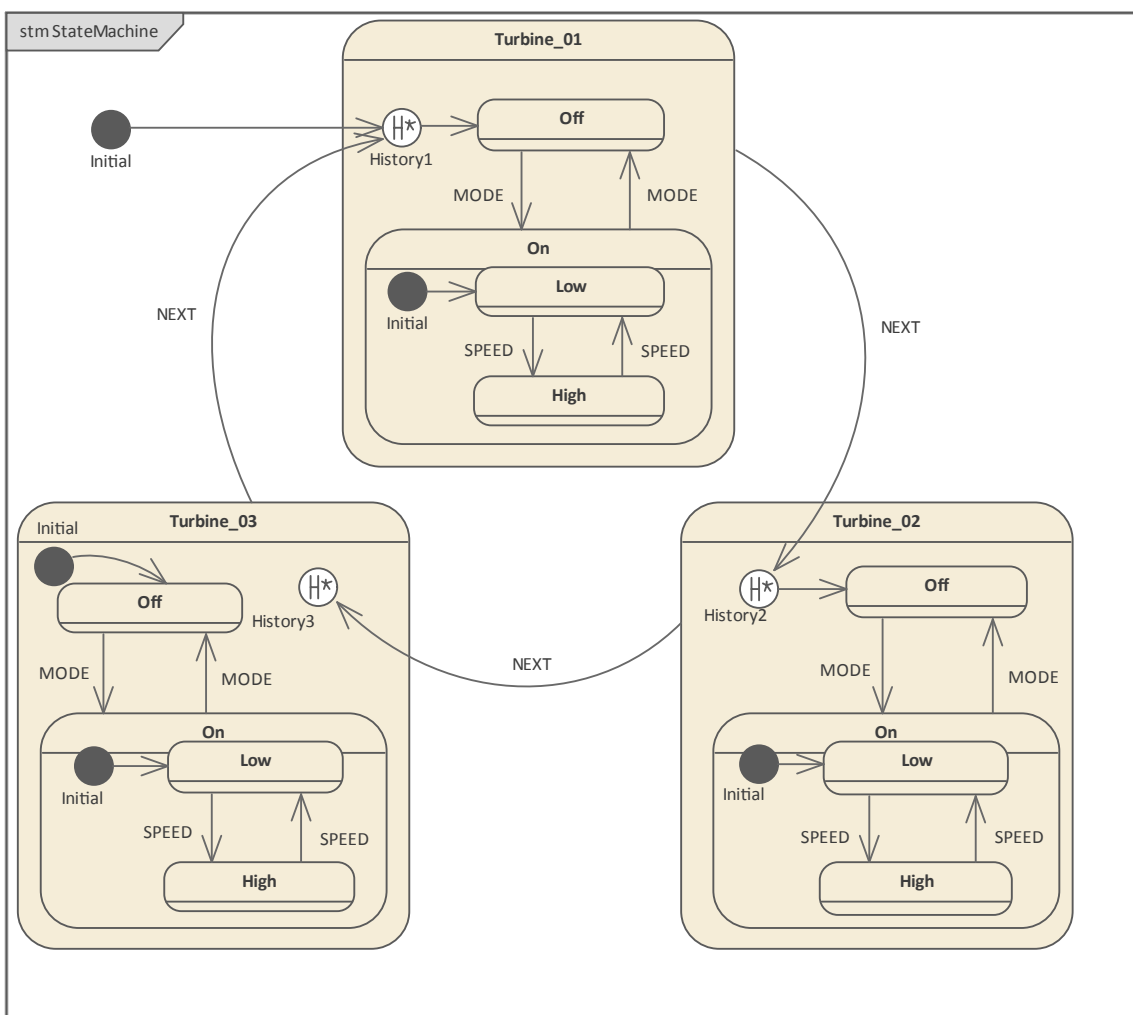 stm StateMachine
Turbine_01
Initial
H*
History1
Off
MODE
MODE
On
Initial
Low
SPEED
SPEED
High
NEXT
NEXT
Turbine_03
Initial
Off
H*
History3
MODE
MODE
On
Initial
Low
SPEED
SPEED
High
NEXT
Turbine_02
H*
History2
Off
MODE
MODE
On
Initial
Low
SPEED
SPEED
High